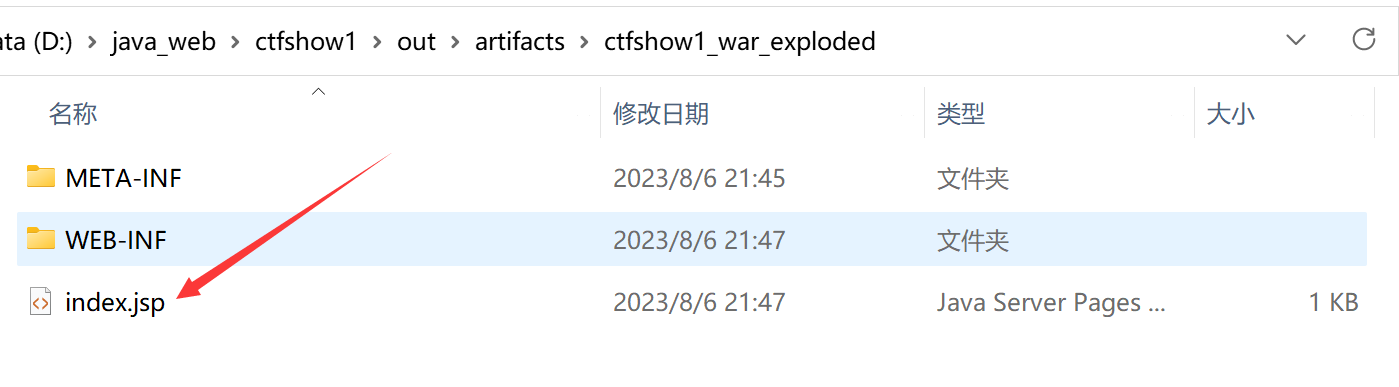 ata (D:) > java_web > ctfshow1 > out > artifacts > ctfshow1_war_exploded
名称 修改日期 类型 大小
META-INF 2023/8/6 21:45 文件夹
WEB-INF 2023/8/6 21:47 文件夹
index.jsp 2023/8/6 21:47 Java Server Pages ... 1 KB